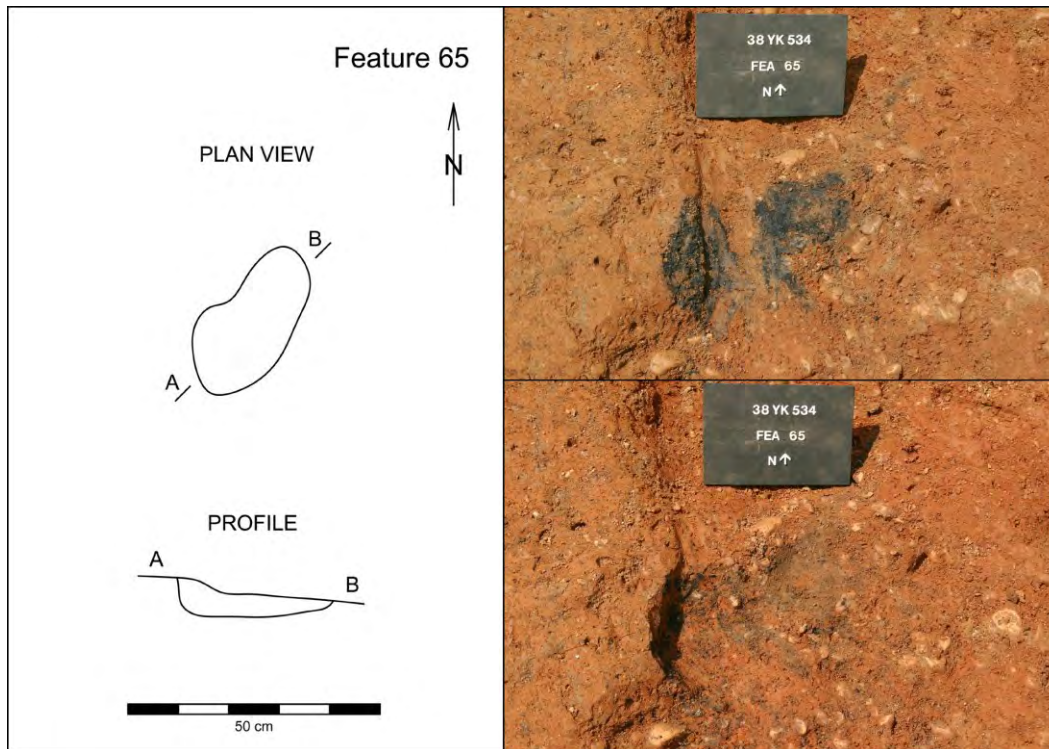 Feature 65
N
PLAN VIEW
B
A
PROFILE
A
B
50 cm
38 YK 534
FEA 65
N↑
38 YK 534
FEA 65
N↑